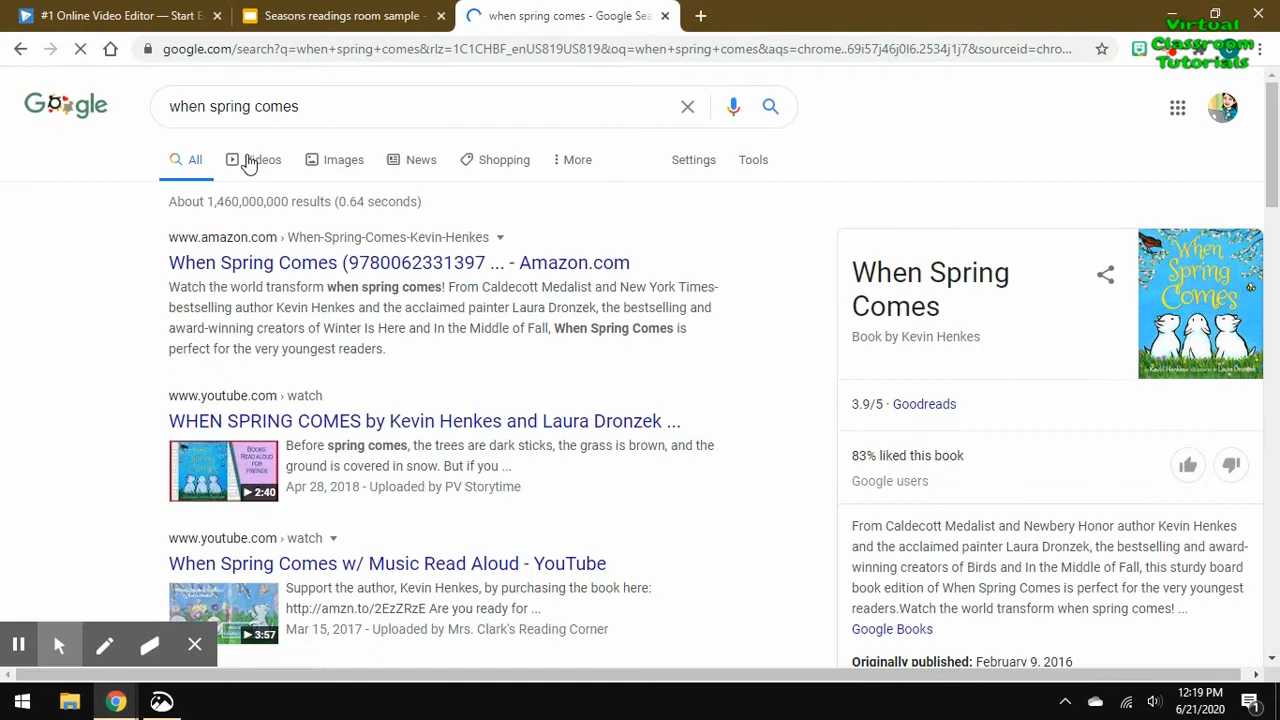 #1 Online Video Editor — Start E
Seasons readings room sample -
when spring comes - Google Sea
Virtual
Classroom
Tutorials
google.com/search?q=when+spring+comes&rlz=1C1CHBF_enUS819US819&oq=when+spring+comes&aqs=chrome..69i57j46j0l6.2534j1j7&sourceid=chro...
Google
when spring comes
All
Videos
Images
News
Shopping
More
Settings
Tools
About 1,460,000,000 results (0.64 seconds)
www.amazon.com › When-Spring-Comes-Kevin-Henkes
When Spring Comes (9780062331397 ... - Amazon.com
Watch the world transform when spring comes! From Caldecott Medalist and New York Times-
bestselling author Kevin Henkes and the acclaimed painter Laura Dronzek, the bestselling and
award-winning creators of Winter Is Here and In the Middle of Fall, When Spring Comes is
perfect for the very youngest readers.
www.youtube.com › watch
WHEN SPRING COMES by Kevin Henkes and Laura Dronzek ...
BOOKS
READ ALOUD
FOR
FRIENDS
2:40
Before spring comes, the trees are dark sticks, the grass is brown, and the
ground is covered in snow. But if you ...
Apr 28, 2018 - Uploaded by PV Storytime
www.youtube.com › watch
When Spring Comes w/ Music Read Aloud - YouTube
3:57
Support the author, Kevin Henkes, by purchasing the book here:
http://amzn.to/2EzZRzE Are you ready for ...
Mar 15, 2017 - Uploaded by Mrs. Clark's Reading Corner
When Spring
Comes
Book by Kevin Henkes
When
Spring
Comes
by Kevin Henkes
Laura Dronzek
3.9/5 · Goodreads
83% liked this book
Google users
From Caldecott Medalist and Newbery Honor author Kevin Henkes
and the acclaimed painter Laura Dronzek, the bestselling and award-
winning creators of Birds and In the Middle of Fall, this sturdy board
book edition of When Spring Comes is perfect for the very youngest
readers.Watch the world transform when spring comes! ...
Google Books
Originally published: February 9, 2016
12:19 PM
6/21/2020
1